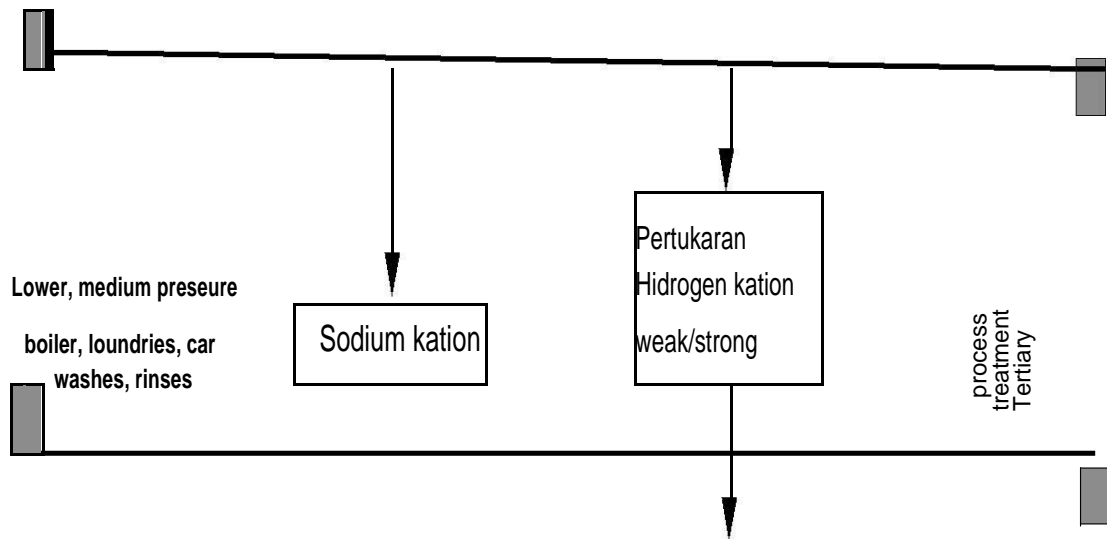 Lower, medium preseure
boiler, loundries, car
washes, rinses
Sodium kation
Pertukaran
Hidrogen kation
weak/strong
process
treatment
Tertiary